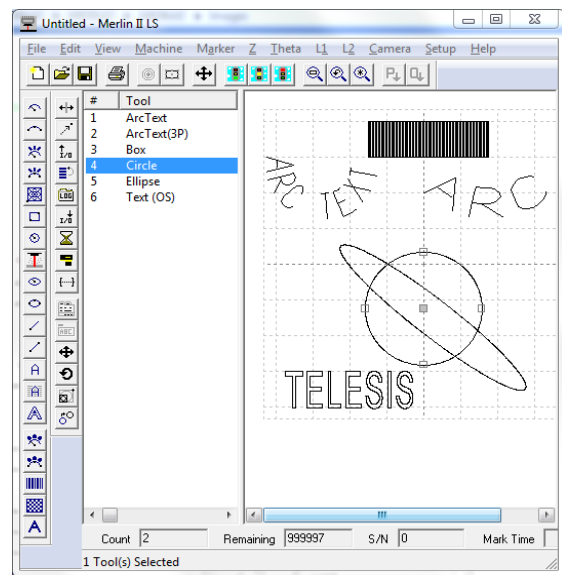 Untitled - Merlin II LS
File Edit View Machine Marker Z Theta L1 L2 Camera Setup Help
# Tool
1 ArcText
2 ArcText(3P)
3 Box
4 Circle
5 Ellipse
6 Text (OS)
ARC TEXT ARC
TELESIS
Count 2 Remaining 999997 S/N 0 Mark Time
1 Tool(s) Selected